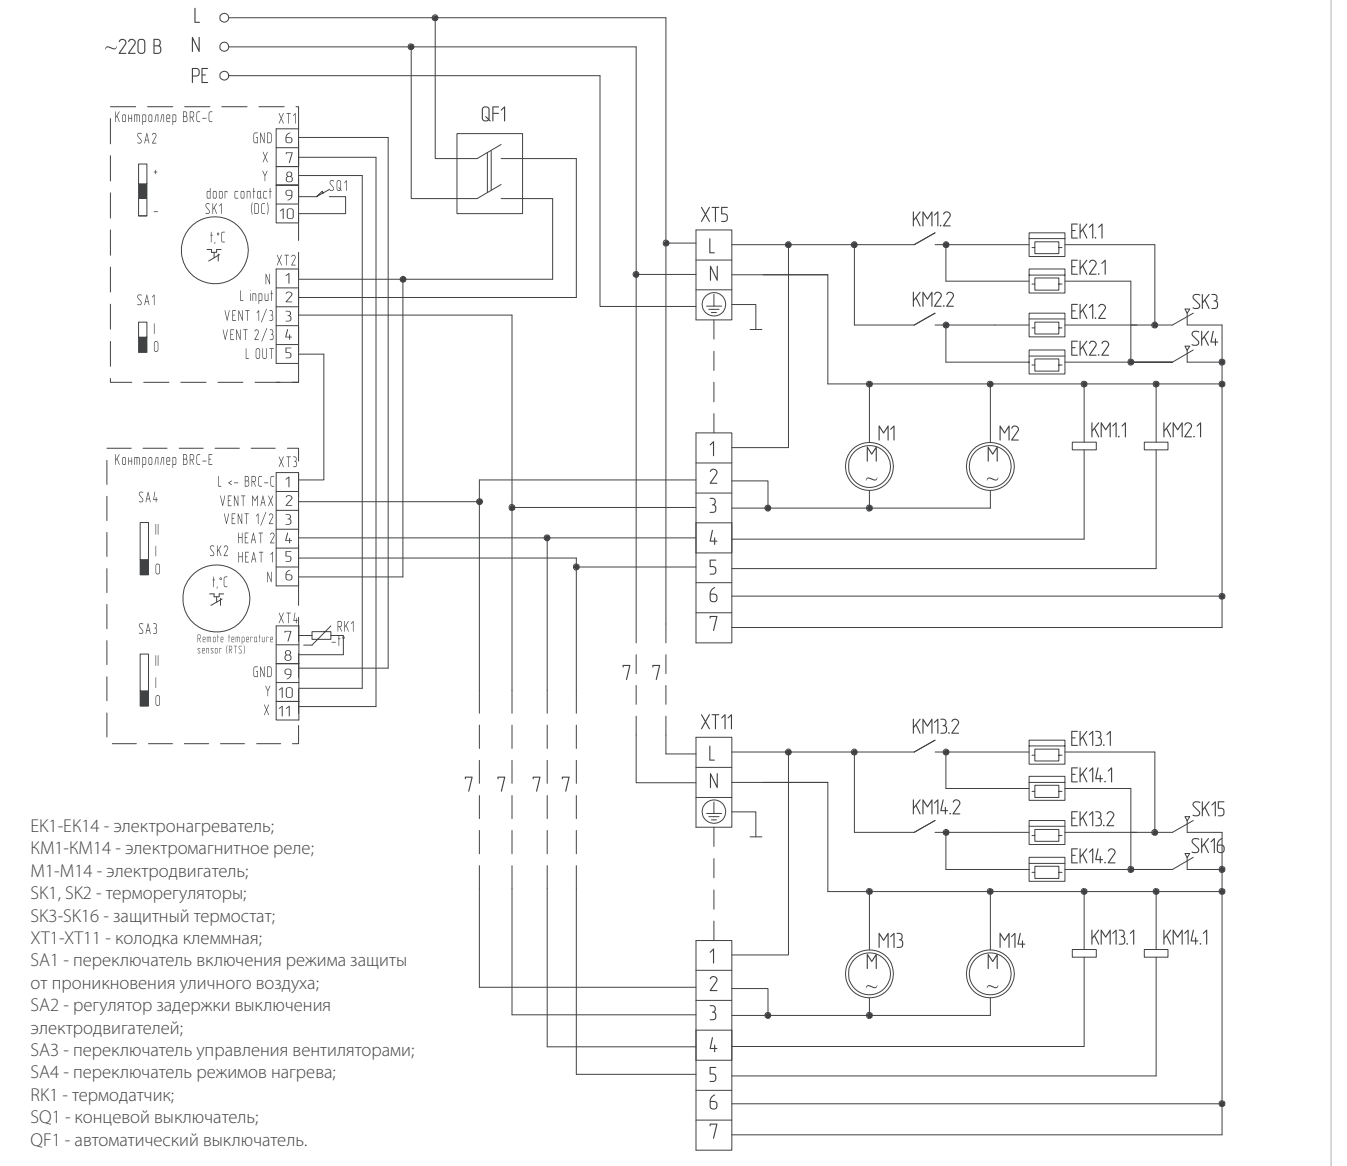 L
~220 В
N
PE
QF1
Контроллер BRC-C
XT1
SA2
GND 6
X 7
+
Y 8
door contact 9
SQ1
SK1 (DC) 10
–
t,°C
XT2
N 1
SA1
L input 2
I
VENT 1/3 3
VENT 2/3 4
0
L OUT 5
Контроллер BRC-E
XT3
L <- BRC-C 1
SA4
VENT MAX 2
VENT 1/2 3
II
HEAT 2 4
I
SK2
HEAT 1 5
0
N 6
t,°C
XT4
SA3
Remote temperature
sensor (RTS)
7
RK1
-t°
8
II
GND 9
I
Y 10
0
X 11
XT5
L
N
KM1.2
EK1.1
EK2.1
KM2.2
EK1.2
SK3
EK2.2
SK4
M1
M
~
M2
M
~
KM1.1
KM2.1
1
2
3
4
5
6
7
7
7
7
7
7
7
XT11
L
N
KM13.2
EK13.1
EK14.1
KM14.2
EK13.2
SK15
EK14.2
SK16
M13
M
~
M14
M
~
KM13.1
KM14.1
1
2
3
4
5
6
7
EK1-EK14 - электронагреватель;
KM1-KM14 - электромагнитное реле;
M1-M14 - электродвигатель;
SK1, SK2 - терморегуляторы;
SK3-SK16 - защитный термостат;
XT1-XT11 - колодка клеммная;
SA1 - переключатель включения режима защиты
от проникновения уличного воздуха;
SA2 - регулятор задержки выключения
электродвигателей;
SA3 - переключатель управления вентиляторами;
SA4 - переключатель режимов нагрева;
RK1 - термодатчик;
SQ1 - концевой выключатель;
QF1 - автоматический выключатель.